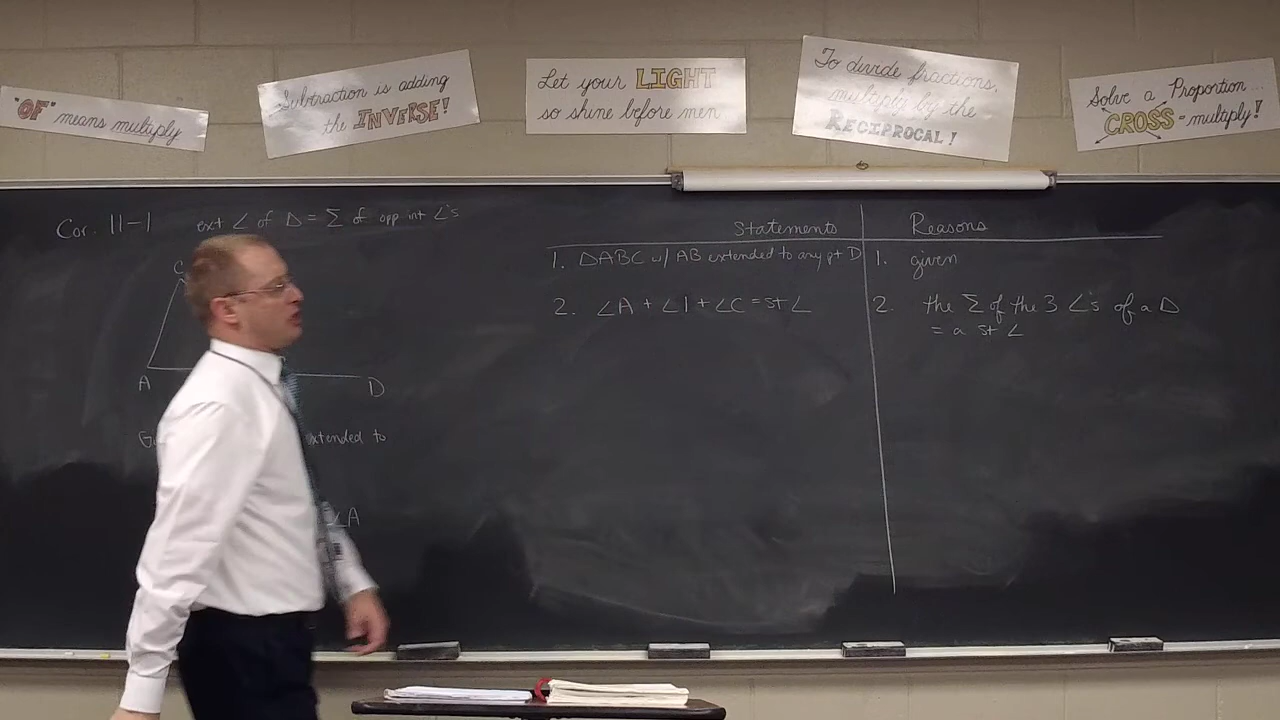 "OF" means multiply
Subtraction is adding
the INVERSE!
Let your LIGHT
so shine before men
To divide fractions,
multiply by the
RECIPROCAL!
Solve a Proportion...
CROSS-multiply!
Cor. 11-1 ext ∠ of Δ = Σ of opp int ∠'s
C
A
D
extended to
∠A
Statements
Reasons
1. ΔABC w/ AB extended to any pt D
1. given
2. ∠A + ∠1 + ∠C = st ∠
2. the Σ of the 3 ∠'s of a Δ
= a st ∠